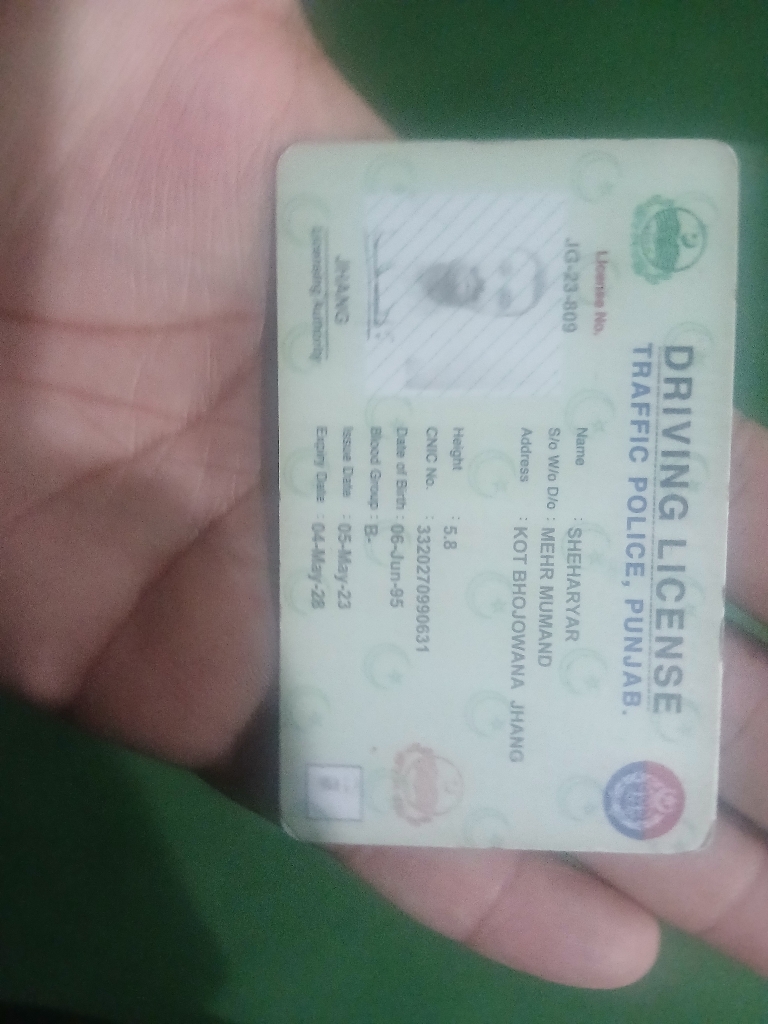 DRIVING LICENSE
TRAFFIC POLICE, PUNJAB.
License No.
JG-23-809
Name : SHEHARYAR
S/o W/o D/o : MEHR MUMAND
Address : KOT BHOJOWANA JHANG
Height : 5.8
CNIC No. : 3320270990631
Date of Birth : 06-Jun-95
Blood Group : B-
Issue Date : 05-May-23
Expiry Date : 04-May-28
JHANG
Licensing Authority